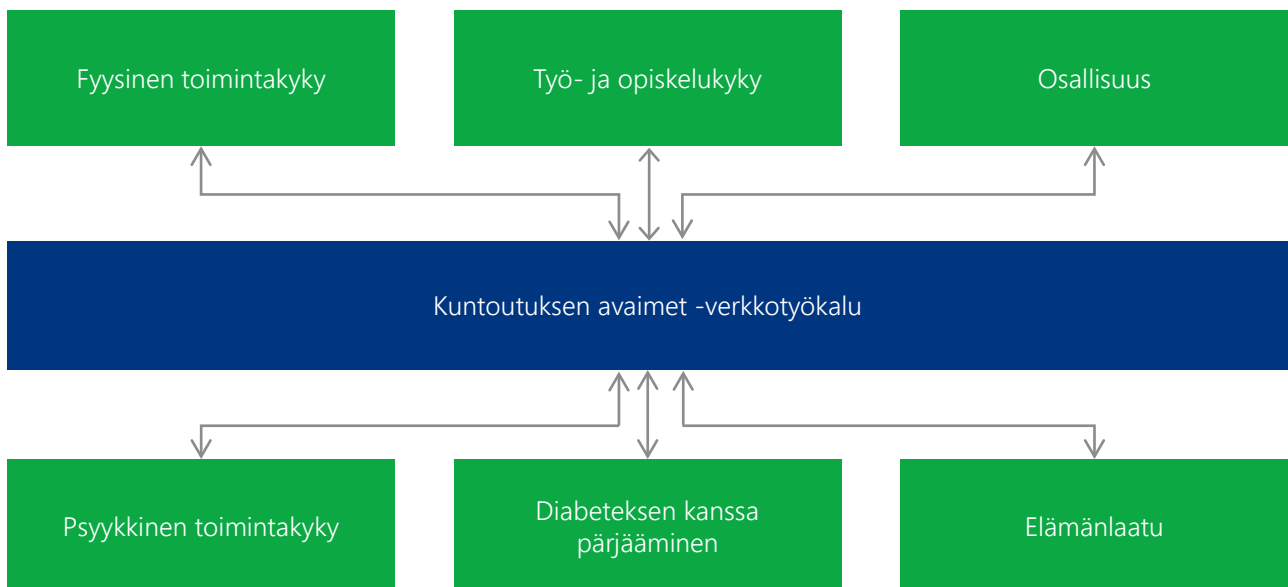 Fyysinen toimintakyky
Työ- ja opiskelukyky
Osallisuus
Kuntoutuksen avaimet -verkkotyökalu
Psyykkinen toimintakyky
Diabeteksen kanssa
pärjääminen
Elämänlaatu